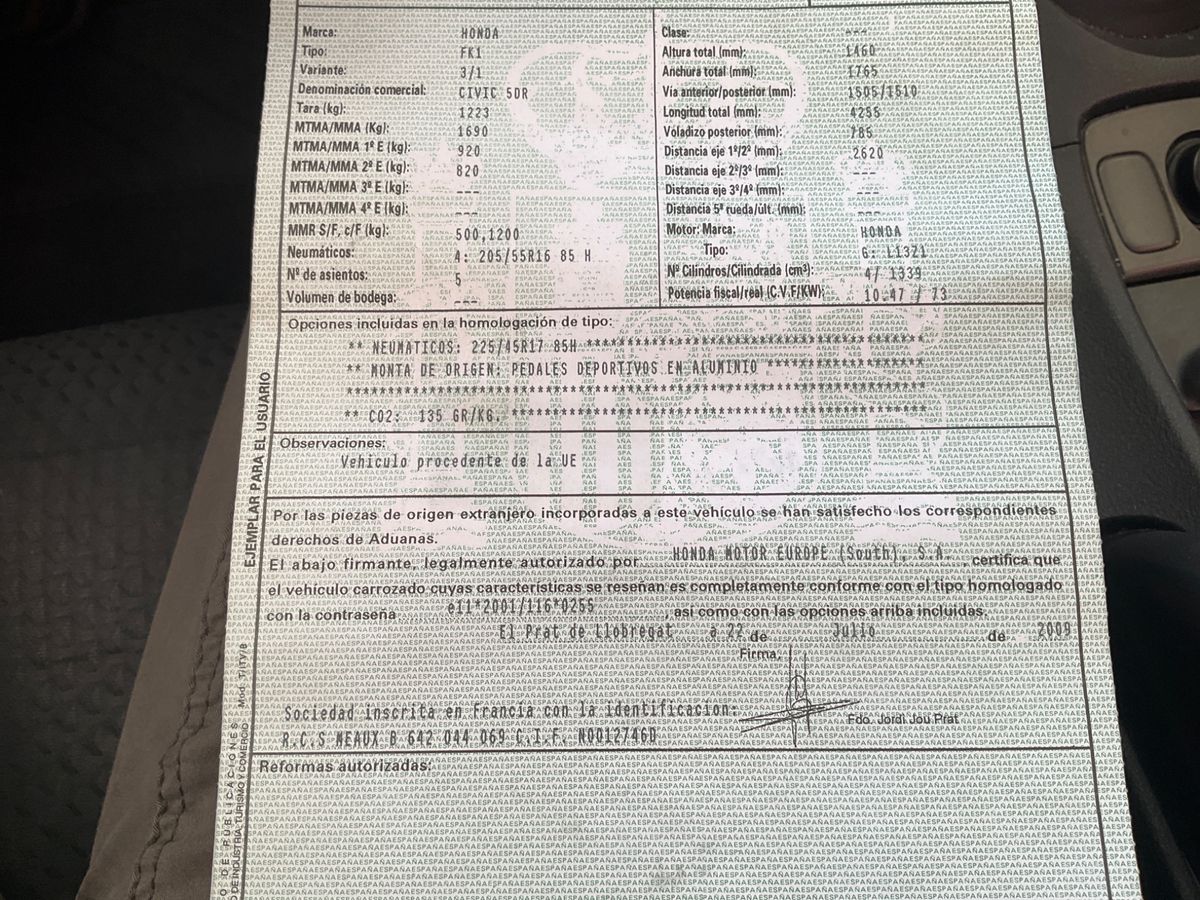 Marca: HONDA
Tipo: FK1
Variante: 3/1
Denominación comercial: CIVIC 5DR
Tara (kg): 1223
MTMA/MMA (Kg): 1690
MTMA/MMA 1º E (kg): 920
MTMA/MMA 2º E (kg): 820
MTMA/MMA 3º E (kg): ---
MTMA/MMA 4º E (kg): ---
MMR S/F, c/F (kg): 500,1200
Neumáticos: 4: 205/55R16 85 H
Nº de asientos: 5
Volumen de bodega: ---
Clase: ---
Altura total (mm): 1460
Anchura total (mm): 1765
Vía anterior/posterior (mm): 1505/1510
Longitud total (mm): 4255
Voladizo posterior (mm): 785
Distancia eje 1º/2º (mm): 2620
Distancia eje 2º/3º (mm): ---
Distancia eje 3º/4º (mm): ---
Distancia 5ª rueda/últ. (mm): ---
Motor: Marca: HONDA
Tipo: G: L13Z1
Nº Cilindros/Cilindrada (cm³): 4/ 1339
Potencia fiscal/real (C.V.F/KW): 10.47 / 73
Opciones incluidas en la homologación de tipo:
** NEUMATICOS: 225/45R17 85H ********************************
** MONTA DE ORIGEN: PEDALES DEPORTIVOS EN ALUMINIO ***************
******************************************************
** CO2: 135 GR/KG. ****************************************
Observaciones:
Vehiculo procedente de la UE
Por las piezas de origen extranjero incorporadas a este vehículo se han satisfecho los correspondientes
derechos de Aduanas.
El abajo firmante, legalmente autorizado por HONDA MOTOR EUROPE (South), S.A. , certifica que
el vehículo carrozado cuyas características se reseñan es completamente conforme con el tipo homologado
con la contraseña e11*2001/116*0255 así como con las opciones arriba incluidas.
El Prat de Llobregat a 22 de Julio de 2009
Firma,
Fdo. Jordi Jou Prat
Sociedad inscrita en Francia con la identificacion:
R.C.S MEAUX B 642 044 069 C.I.F. N0012746D
Reformas autorizadas:
EJEMPLAR PARA EL USUARIO
Mod. T/ITV/8
PUBLICACIONES
DE INDUSTRIA, TURISMO Y COMERCIO